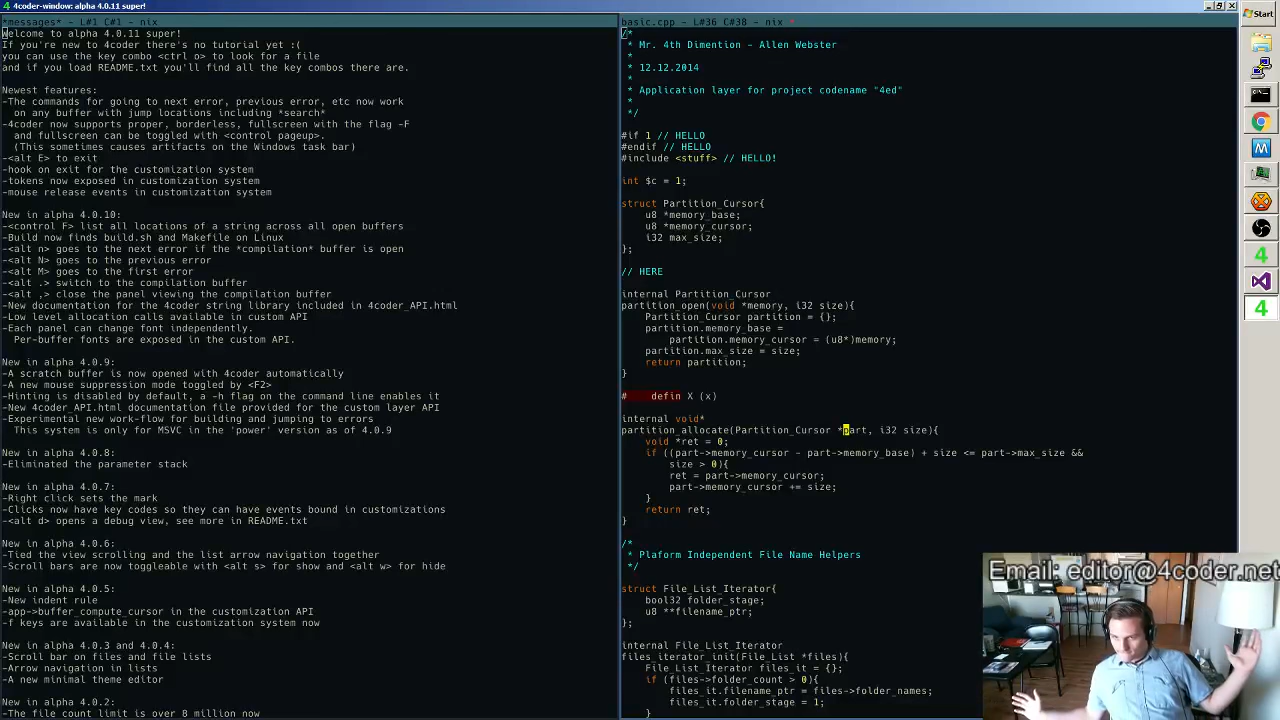 4coder-window: alpha 4.0.11 super!
*messages* - L#1 C#1 - nix
Welcome to alpha 4.0.11 super!
If you're new to 4coder there's no tutorial yet :(
you can use the key combo <ctrl o> to look for a file
and if you load README.txt you'll find all the key combos there are.
Newest features:
-The commands for going to next error, previous error, etc now work
on any buffer with jump locations including *search*
-4coder now supports proper, borderless, fullscreen with the flag -F
and fullscreen can be toggled with <control pageup>.
(This sometimes causes artifacts on the Windows task bar)
-<alt E> to exit
-hook on exit for the customization system
-tokens now exposed in customization system
-mouse release events in customization system
New in alpha 4.0.10:
-<control F> list all locations of a string across all open buffers
-Build now finds build.sh and Makefile on Linux
-<alt n> goes to the next error if the *compilation* buffer is open
-<alt N> goes to the previous error
-<alt M> goes to the first error
-<alt .> switch to the compilation buffer
-<alt ,> close the panel viewing the compilation buffer
-New documentation for the 4coder string library included in 4coder_API.html
-Low level allocation calls available in custom API
-Each panel can change font independently.
Per-buffer fonts are exposed in the custom API.
New in alpha 4.0.9:
-A scratch buffer is now opened with 4coder automatically
-A new mouse suppression mode toggled by <F2>
-Hinting is disabled by default, a -h flag on the command line enables it
-New 4coder_API.html documentation file provided for the custom layer API
-Experimental new work-flow for building and jumping to errors
This system is only for MSVC in the 'power' version as of 4.0.9
New in alpha 4.0.8:
-Eliminated the parameter stack
New in alpha 4.0.7:
-Right click sets the mark
-Clicks now have key codes so they can have events bound in customizations
-<alt d> opens a debug view, see more in README.txt
New in alpha 4.0.6:
-Tied the view scrolling and the list arrow navigation together
-Scroll bars are now toggleable with <alt s> for show and <alt w> for hide
New in alpha 4.0.5:
-New indent rule
-app->buffer_compute_cursor in the customization API
-f keys are available in the customization system now
New in alpha 4.0.3 and 4.0.4:
-Scroll bar on files and file lists
-Arrow navigation in lists
-A new minimal theme editor
New in alpha 4.0.2:
-The file count limit is over 8 million now
basic.cpp - L#36 C#38 - nix *
/*
* Mr. 4th Dimention - Allen Webster
*
* 12.12.2014
*
* Application layer for project codename "4ed"
*
*/
#if 1 // HELLO
#endif // HELLO
#include <stuff> // HELLO!
int $c = 1;
struct Partition_Cursor{
u8 *memory_base;
u8 *memory_cursor;
i32 max_size;
};
// HERE
internal Partition_Cursor
partition_open(void *memory, i32 size){
Partition_Cursor partition = {};
partition.memory_base =
partition.memory_cursor = (u8*)memory;
partition.max_size = size;
return partition;
}
# defin X (x)
internal void*
partition_allocate(Partition_Cursor *part, i32 size){
void *ret = 0;
if ((part->memory_cursor - part->memory_base) + size <= part->max_size &&
size > 0){
ret = part->memory_cursor;
part->memory_cursor += size;
}
return ret;
}
/*
* Plaform Independent File Name Helpers
*/
struct File_List_Iterator{
bool32 folder_stage;
u8 **filename_ptr;
};
internal File_List_Iterator
files_iterator_init(File_List *files){
File_List_Iterator files_it = {};
if (files->folder_count > 0){
files_it.filename_ptr = files->folder_names;
files_it.folder_stage = 1;
}
Start
Email: editor@4coder.net